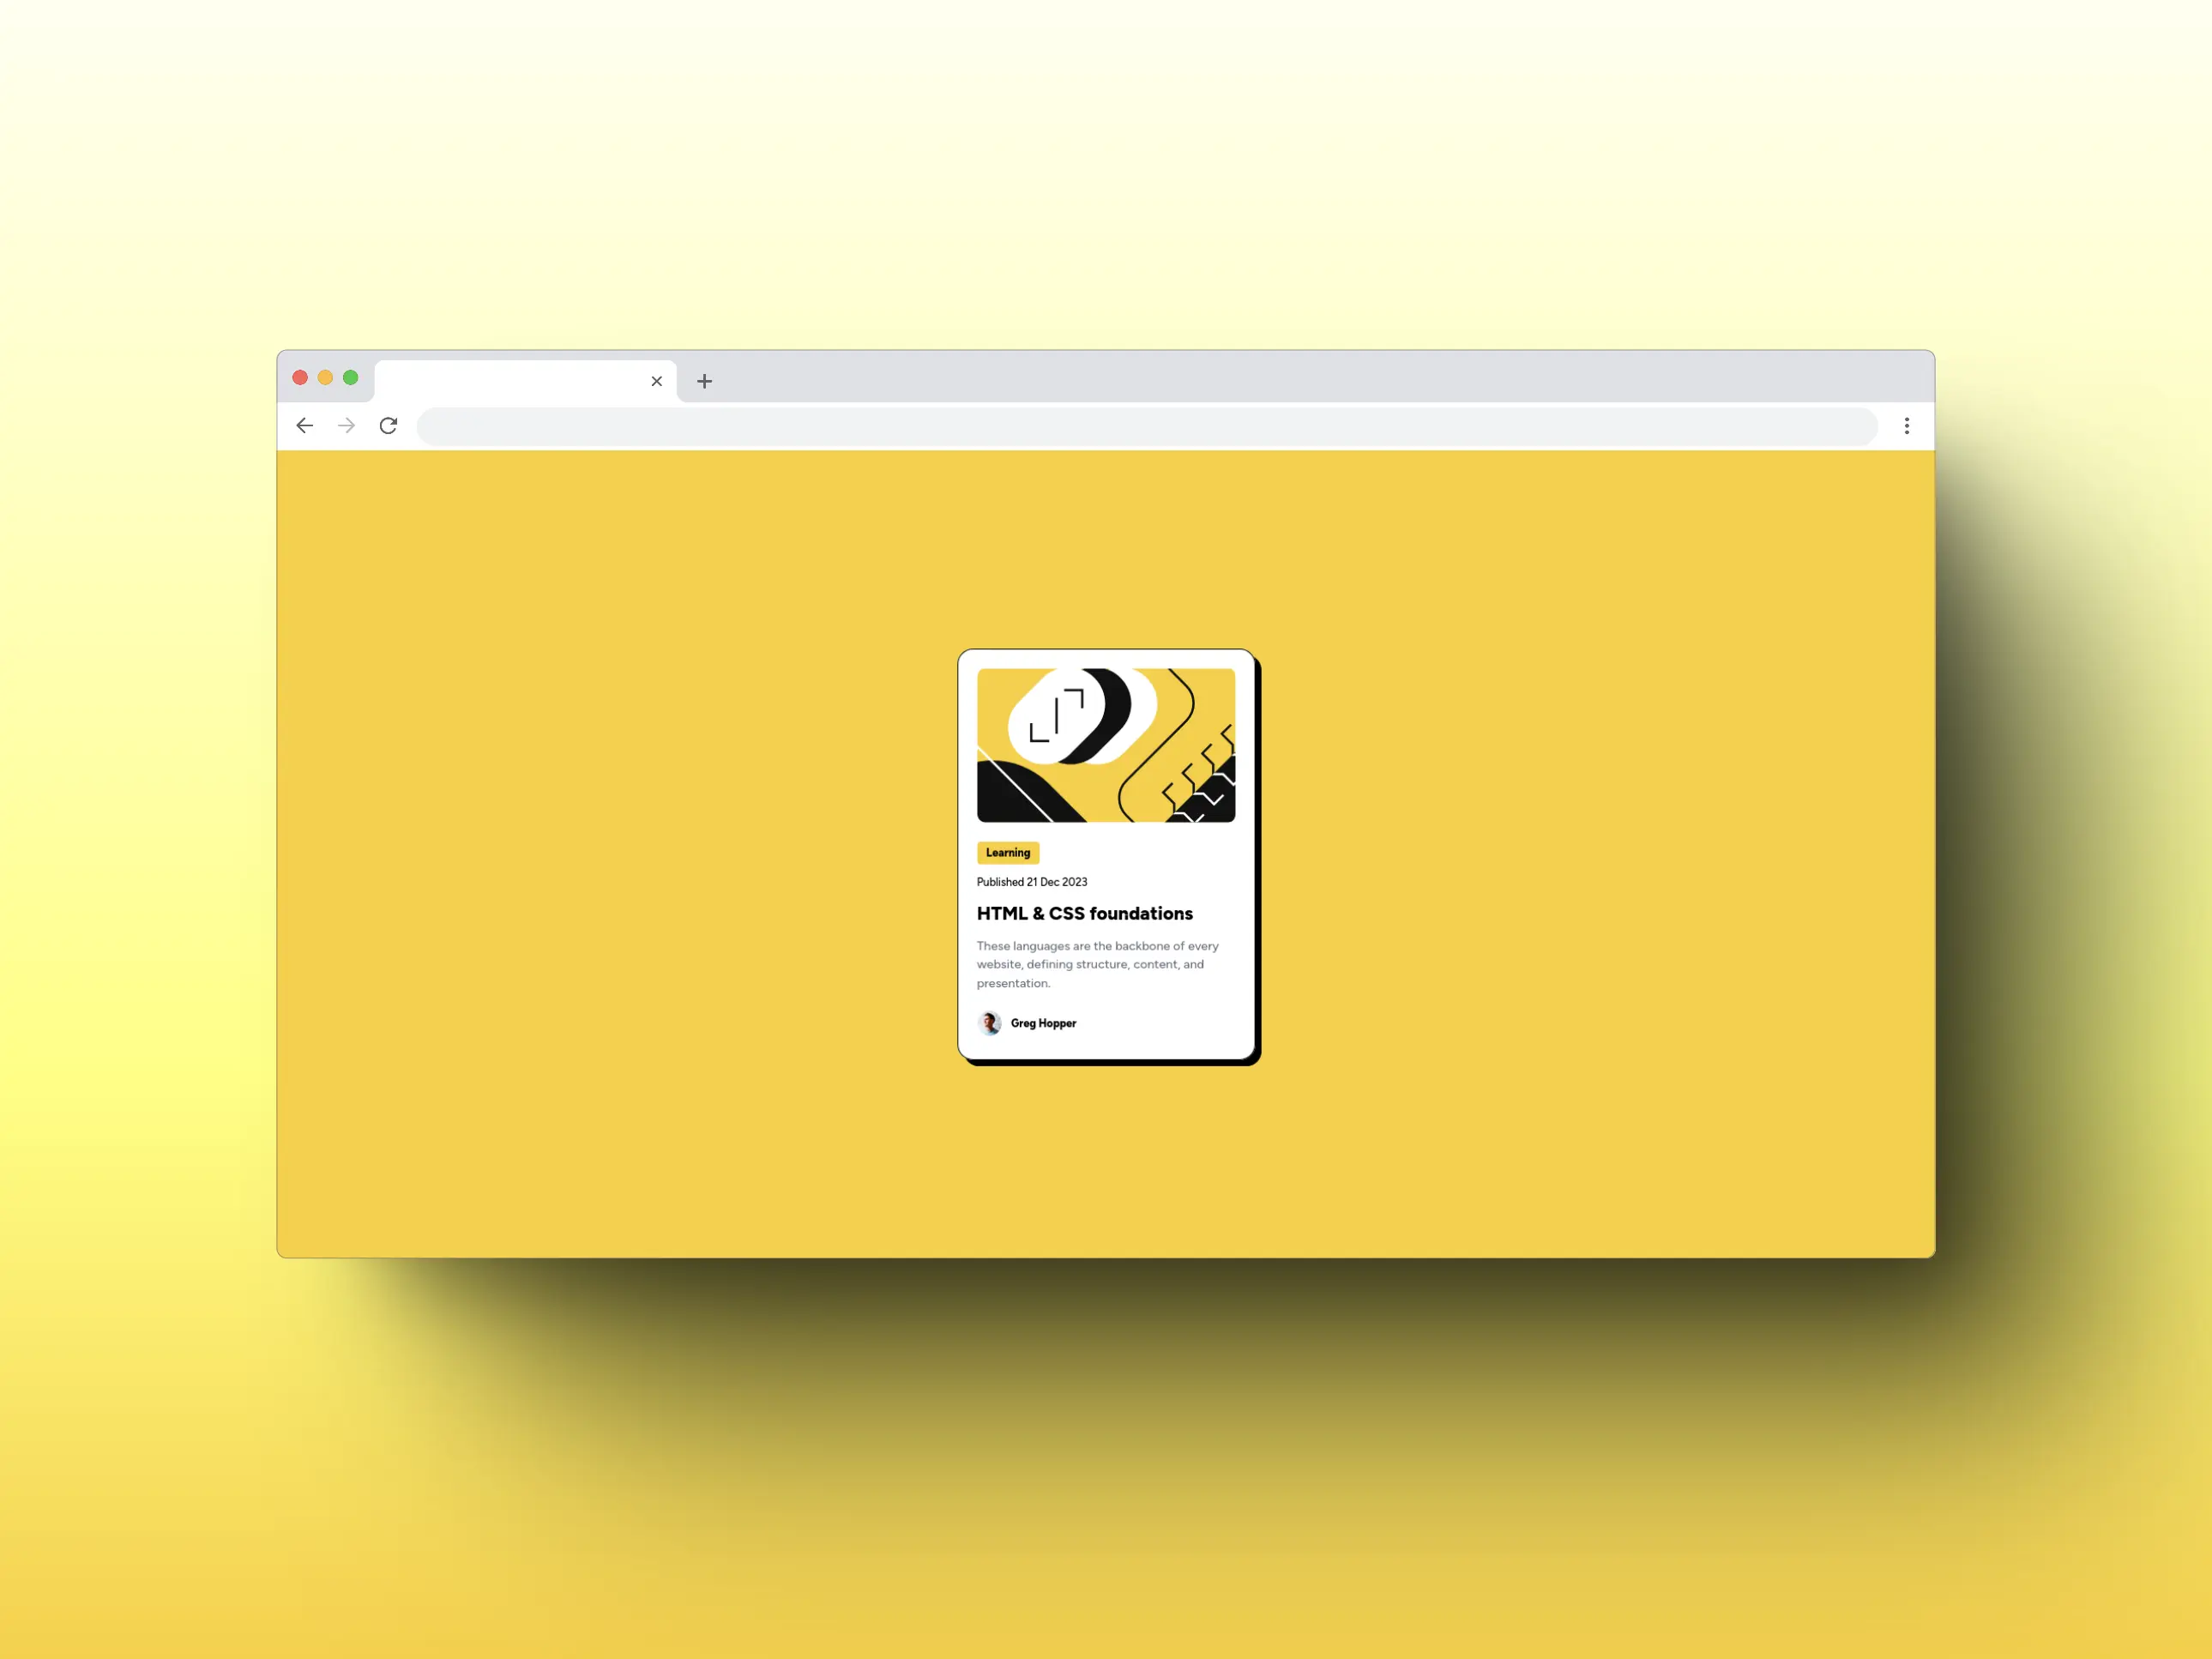 Learning
Published 21 Dec 2023
HTML & CSS foundations
These languages are the backbone of every
website, defining structure, content, and
presentation.
Greg Hopper